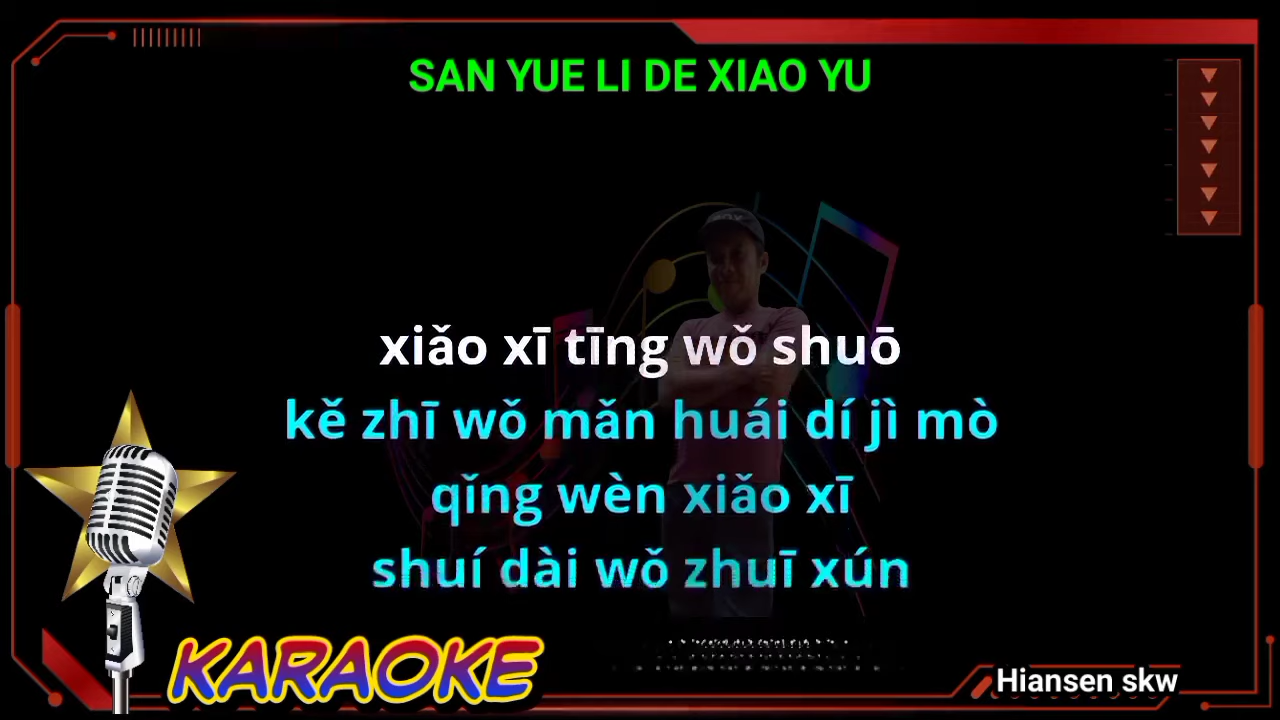 SAN YUE LI DE XIAO YU
xiǎo xī tīng wǒ shuō
kě zhī wǒ mǎn huái dí jì mò
qǐng wèn xiǎo xī
shuí dài wǒ zhuī xún
KARAOKE
Hiansen skw